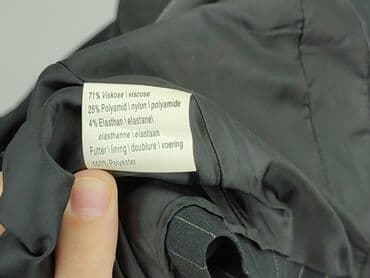 71% Viskose \ viscose
25% Polyamid \ nylon \ polyamide
4% Elasthan \ elastane\
elasthanne \ elastaan
Futter \ lining \ doublure \ voering
100% Polyester